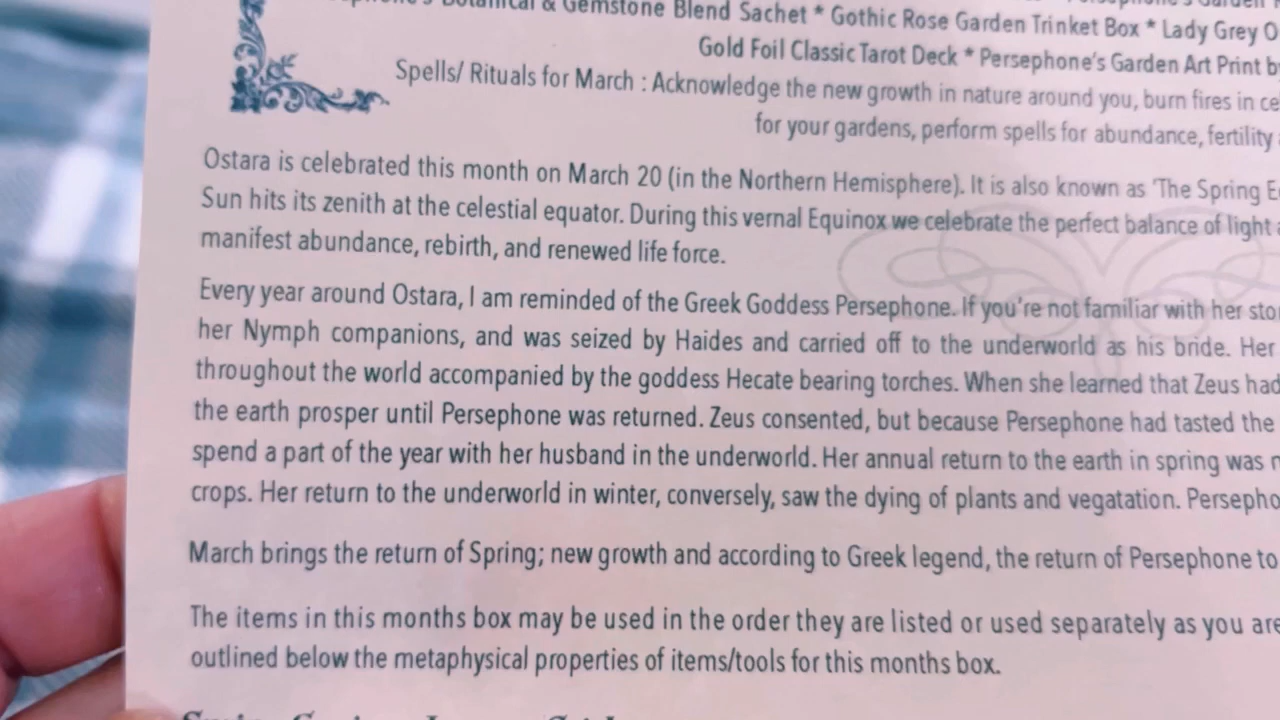 Botanical & Gemstone Blend Sachet * Gothic Rose Garden Trinket Box * Lady Grey
Gold Foil Classic Tarot Deck * Persephone's Garden Art Print
Spells/ Rituals for March : Acknowledge the new growth in nature around you, burn fires in
for your gardens, perform spells for abundance, fertility
Ostara is celebrated this month on March 20 (in the Northern Hemisphere). It is also known as 'The Spring
Sun hits its zenith at the celestial equator. During this vernal Equinox we celebrate the perfect balance of light
manifest abundance, rebirth, and renewed life force.
Every year around Ostara, I am reminded of the Greek Goddess Persephone. If you're not familiar with her
her Nymph companions, and was seized by Haides and carried off to the underworld as his bride. Her
throughout the world accompanied by the goddess Hecate bearing torches. When she learned that Zeus had
the earth prosper until Persephone was returned. Zeus consented, but because Persephone had tasted the
spend a part of the year with her husband in the underworld. Her annual return to the earth in spring was
crops. Her return to the underworld in winter, conversely, saw the dying of plants and vegatation.
March brings the return of Spring; new growth and according to Greek legend, the return of Persephone to
The items in this months box may be used in the order they are listed or used separately as you are
outlined below the metaphysical properties of items/tools for this months box.